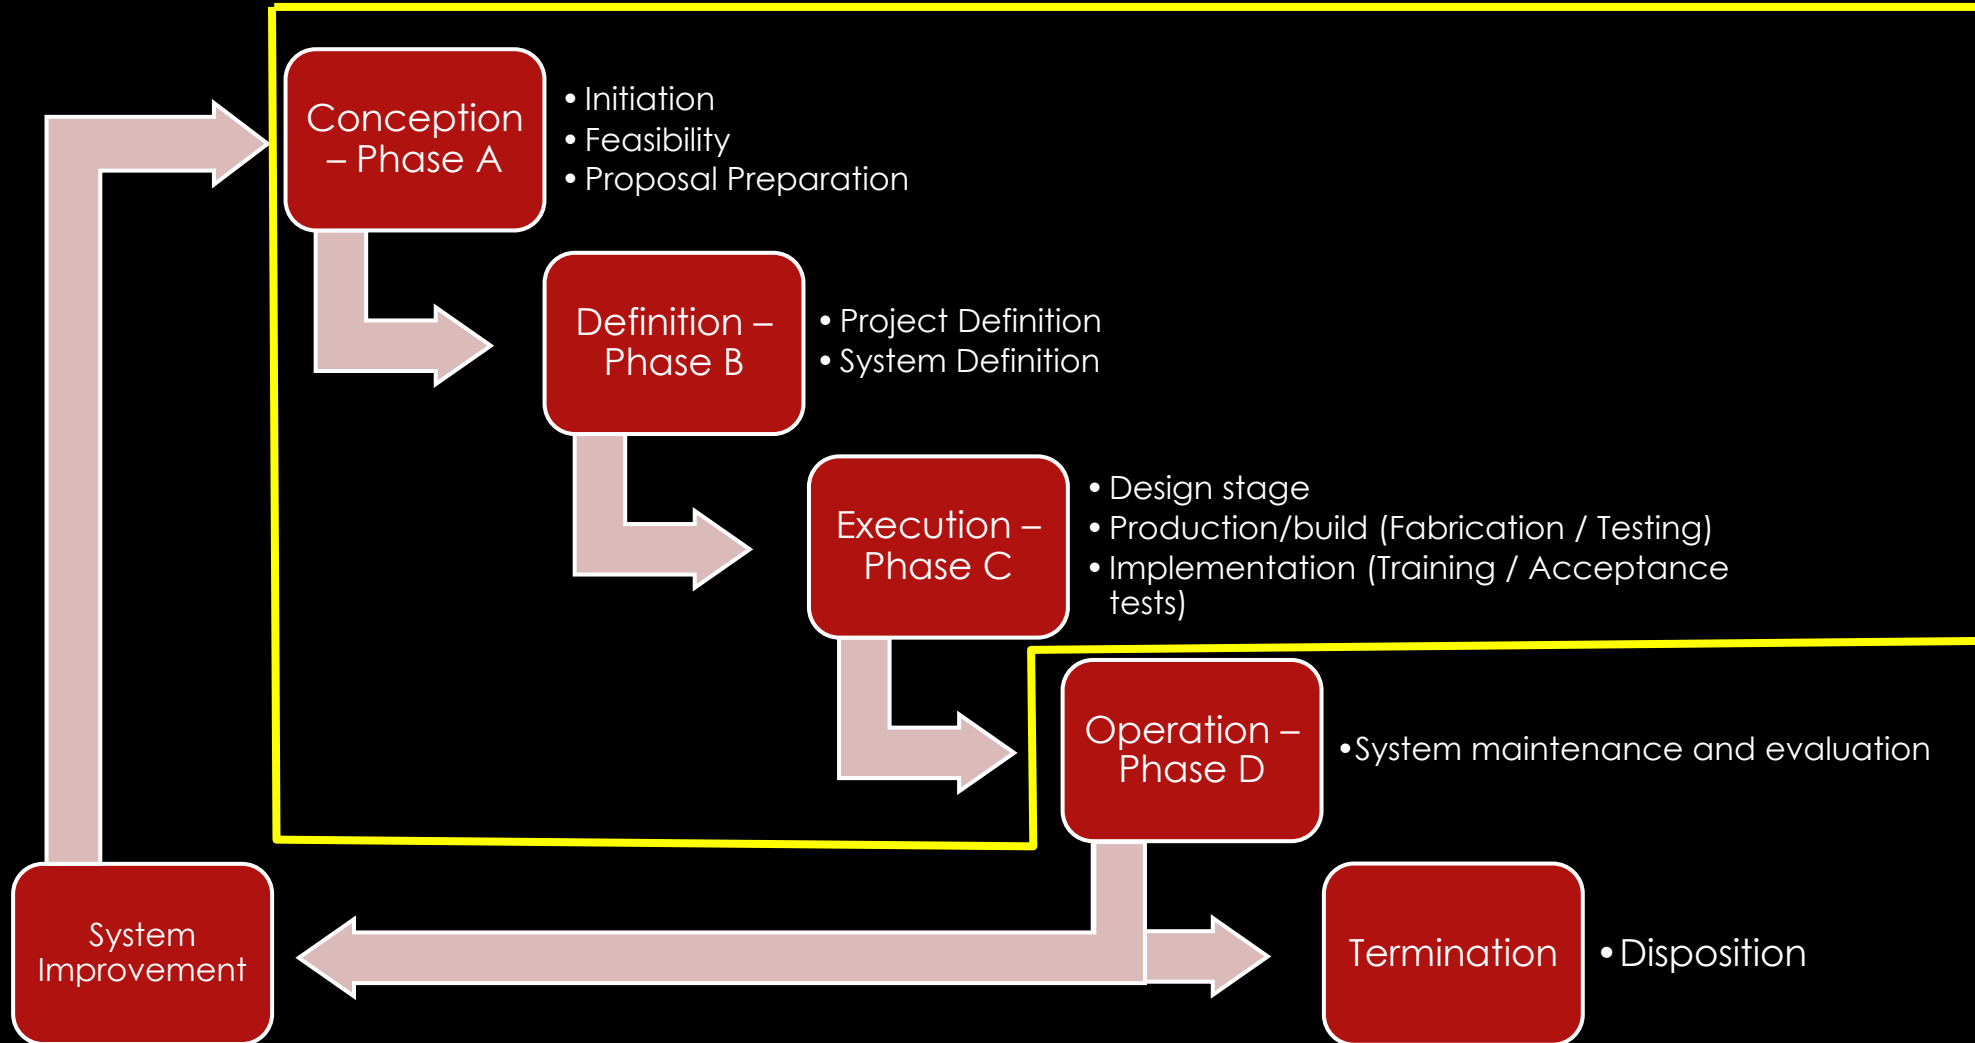 Conception
– Phase A
• Initiation
• Feasibility
• Proposal Preparation
Definition –
Phase B
• Project Definition
• System Definition
Execution –
Phase C
• Design stage
• Production/build (Fabrication / Testing)
• Implementation (Training / Acceptance
tests)
Operation –
Phase D
•System maintenance and evaluation
System
Improvement
Termination
•Disposition